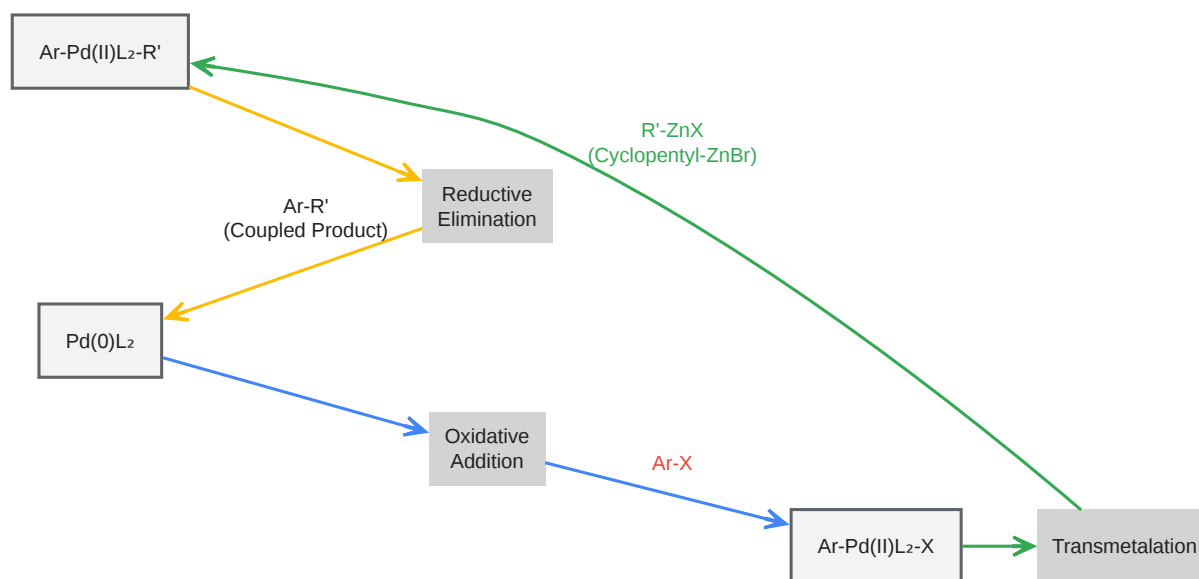 Ar-Pd(II)L₂-R'
R'-ZnX
(Cyclopentyl-ZnBr)
Reductive
Elimination
Ar-R'
(Coupled Product)
Pd(0)L₂
Oxidative
Addition
Ar-X
Ar-Pd(II)L₂-X
Transmetalation